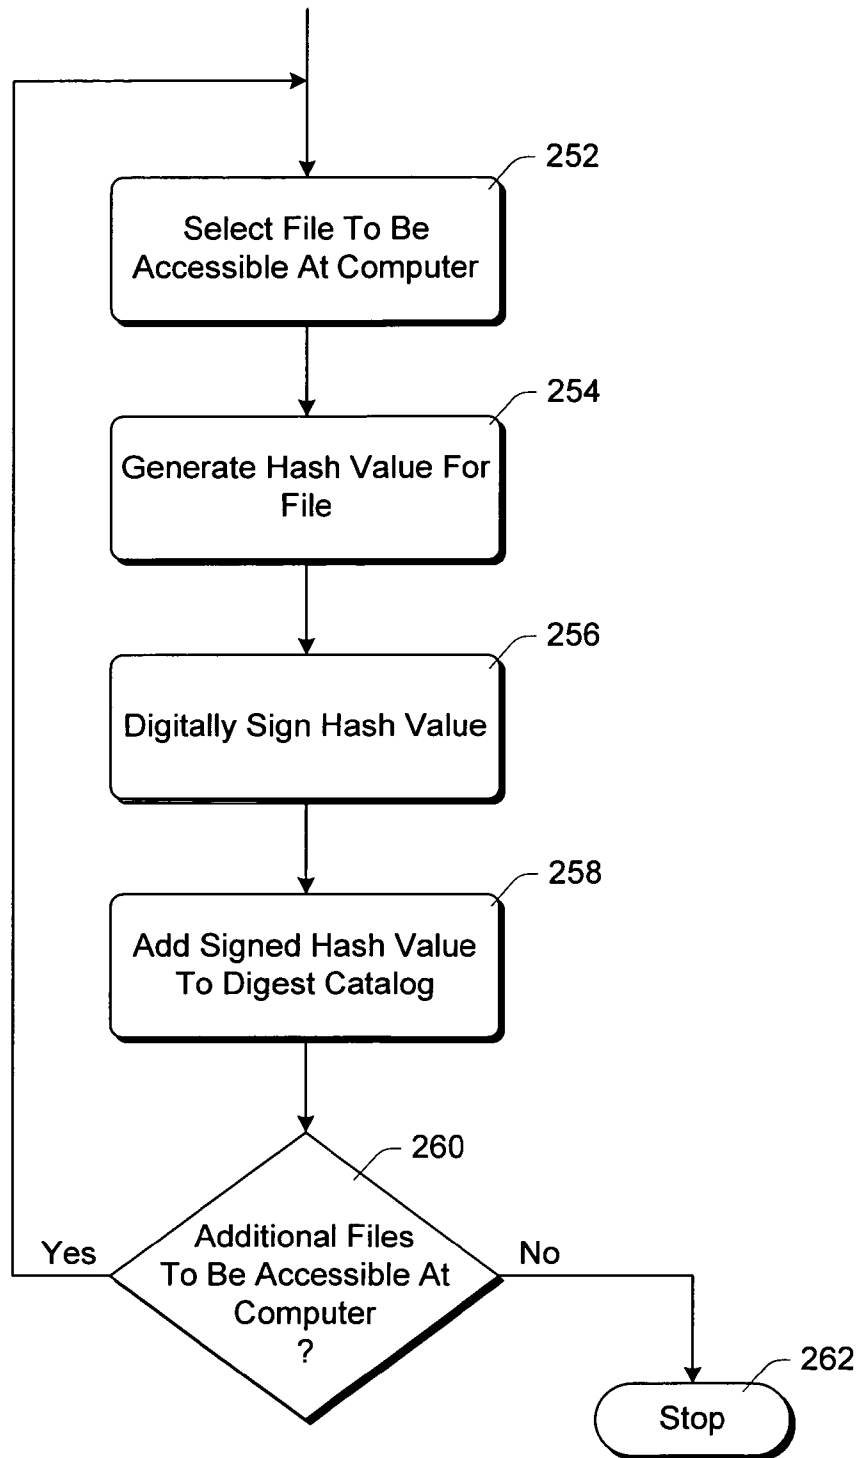 252
Select File To Be
Accessible At Computer
254
Generate Hash Value For
File
256
Digitally Sign Hash Value
258
Add Signed Hash Value
To Digest Catalog
260
Additional Files
To Be Accessible At
Computer
?
Yes
No
262
Stop